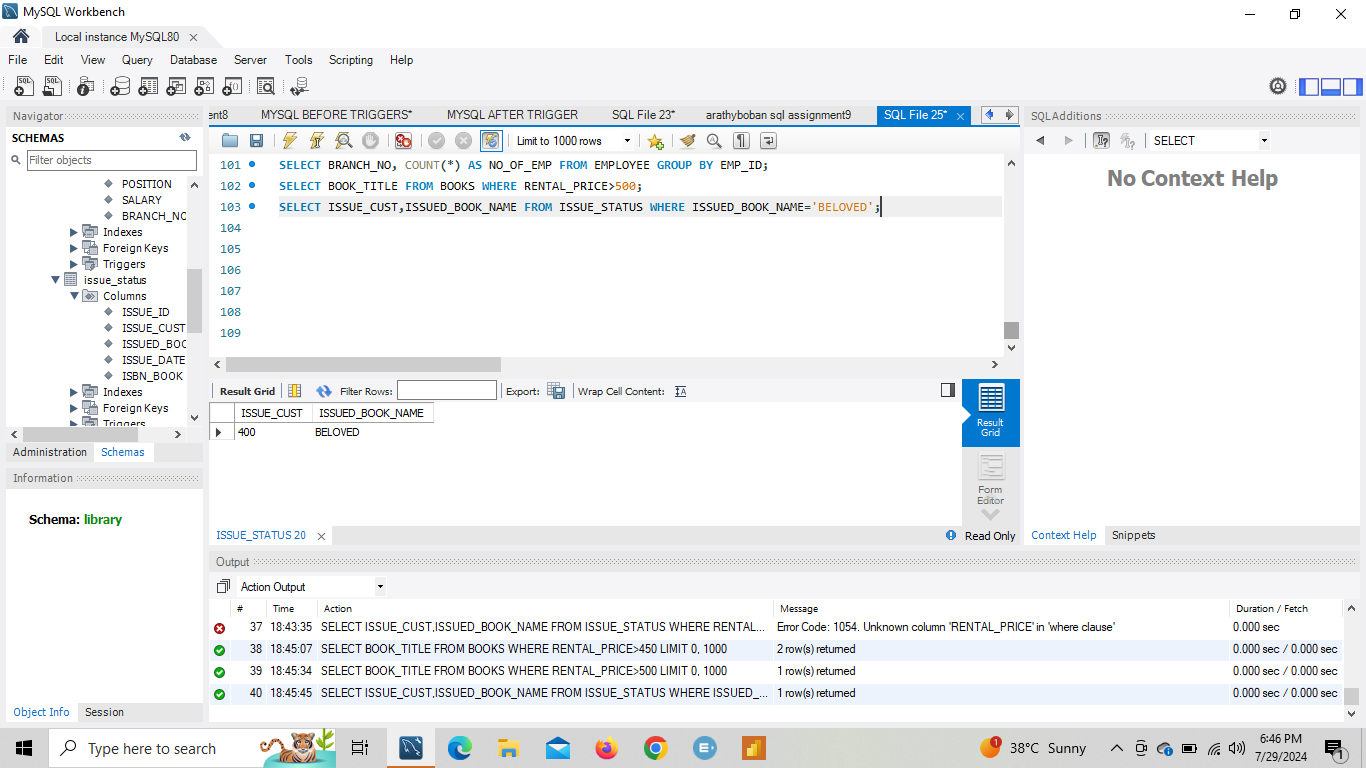 MySQL Workbench
Local instance MySQL80
File Edit View Query Database Server Tools Scripting Help
Navigator
SCHEMAS
Filter objects
POSITION
SALARY
BRANCH_NO
Indexes
Foreign Keys
Triggers
issue_status
Columns
ISSUE_ID
ISSUE_CUST
ISSUED_BOO
ISSUE_DATE
ISBN_BOOK
Indexes
Foreign Keys
Triggers
Administration Schemas
Information
Schema: library
Object Info Session
ent8 MYSQL BEFORE TRIGGERS* MYSQL AFTER TRIGGER SQL File 23* arathyboban sql assignment9 SQL File 25*
Limit to 1000 rows
101 SELECT BRANCH_NO, COUNT(*) AS NO_OF_EMP FROM EMPLOYEE GROUP BY EMP_ID;
102 SELECT BOOK_TITLE FROM BOOKS WHERE RENTAL_PRICE>500;
103 SELECT ISSUE_CUST,ISSUED_BOOK_NAME FROM ISSUE_STATUS WHERE ISSUED_BOOK_NAME='BELOVED';
104
105
106
107
108
109
Result Grid Filter Rows: Export: Wrap Cell Content:
ISSUE_CUST ISSUED_BOOK_NAME
400 BELOVED
Result
Grid
Form
Editor
ISSUE_STATUS 20
Read Only
SQLAdditions
SELECT
No Context Help
Context Help Snippets
Output
Action Output
# Time Action Message Duration / Fetch
37 18:43:35 SELECT ISSUE_CUST,ISSUED_BOOK_NAME FROM ISSUE_STATUS WHERE RENTAL... Error Code: 1054. Unknown column 'RENTAL_PRICE' in 'where clause' 0.000 sec
38 18:45:07 SELECT BOOK_TITLE FROM BOOKS WHERE RENTAL_PRICE>450 LIMIT 0, 1000 2 row(s) returned 0.000 sec / 0.000 sec
39 18:45:34 SELECT BOOK_TITLE FROM BOOKS WHERE RENTAL_PRICE>500 LIMIT 0, 1000 1 row(s) returned 0.000 sec / 0.000 sec
40 18:45:45 SELECT ISSUE_CUST,ISSUED_BOOK_NAME FROM ISSUE_STATUS WHERE ISSUED_... 1 row(s) returned 0.000 sec / 0.000 sec
Type here to search
1
38°C Sunny
6:46 PM
7/29/2024
1